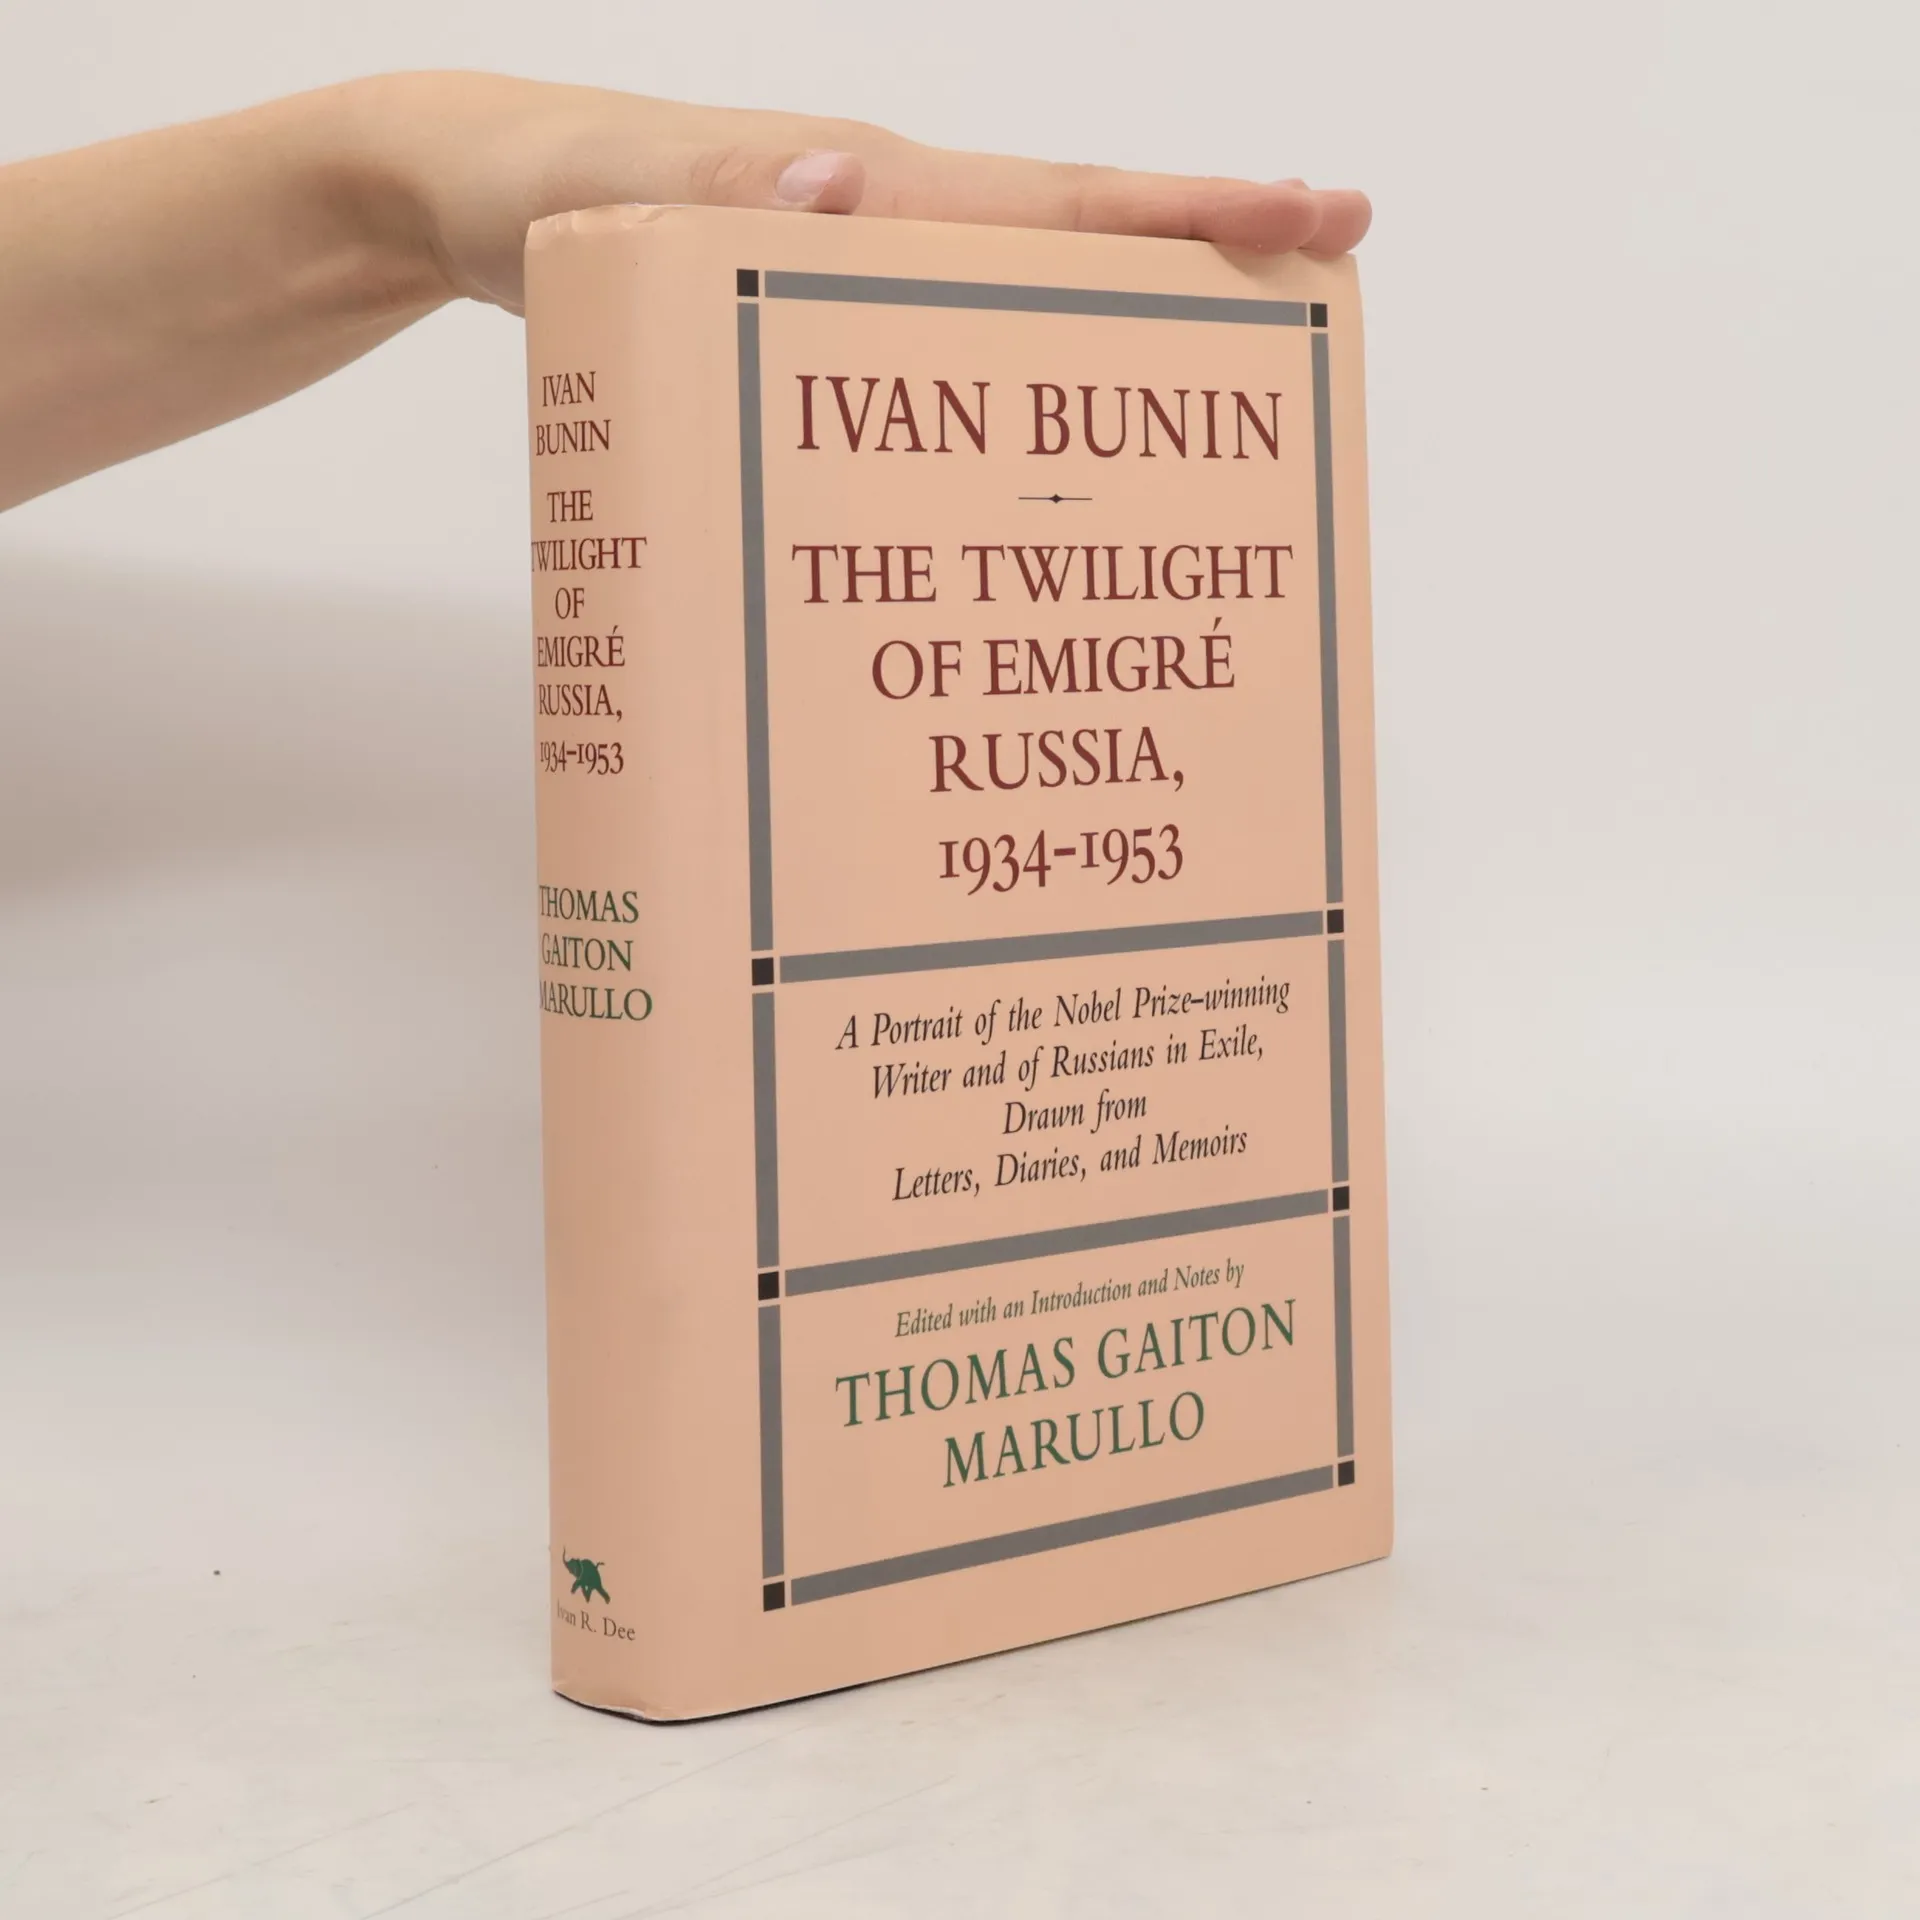 IVAN
BUNIN
THE
TWILIGHT
OF
EMIGRÉ
RUSSIA,
1934–1953
THOMAS
GAITON
MARULLO
Ivan R. Dee
IVAN BUNIN
THE TWILIGHT
OF EMIGRÉ
RUSSIA,
1934–1953
A Portrait of the Nobel Prize–winning
Writer and of Russians in Exile,
Drawn from
Letters, Diaries, and Memoirs
Edited with an Introduction and Notes by
THOMAS GAITON
MARULLO